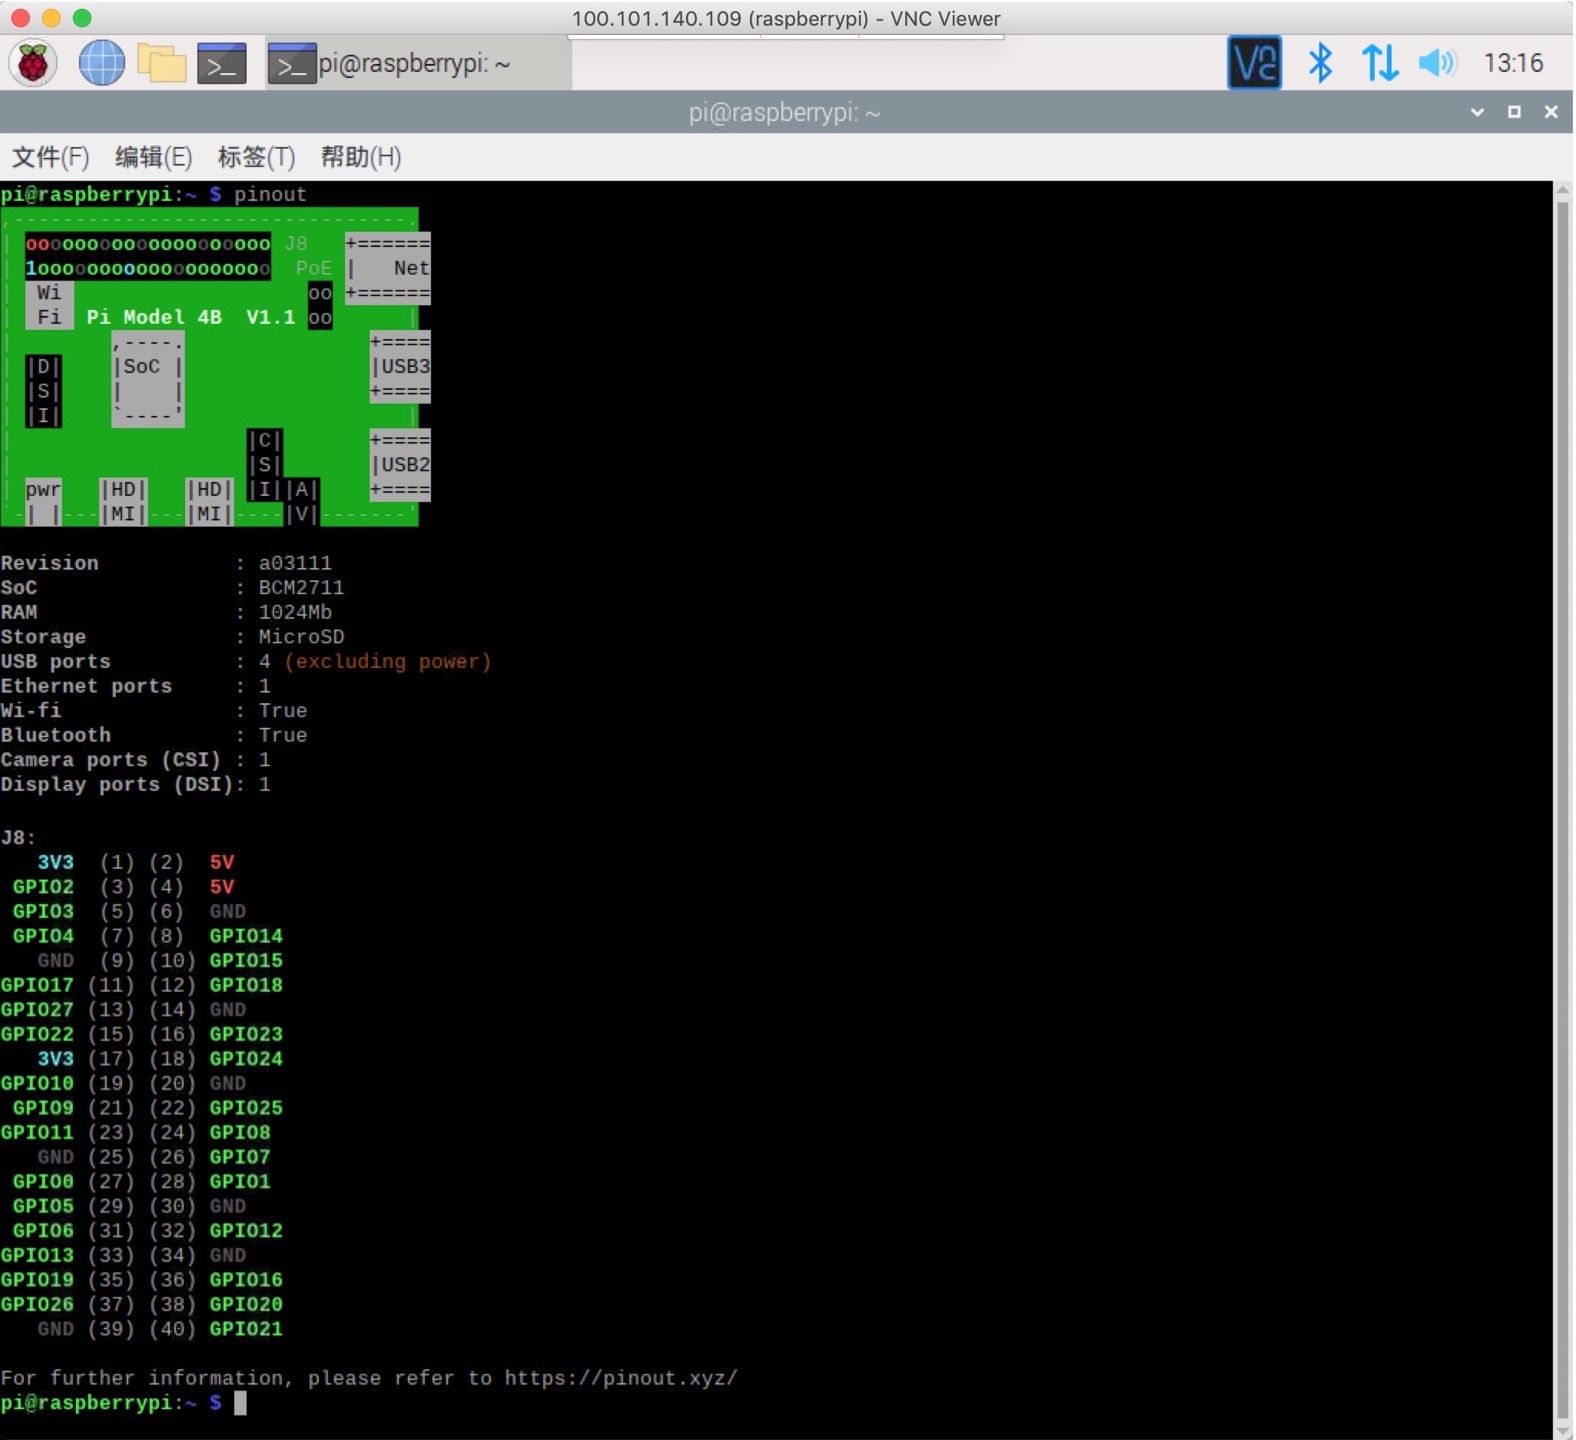 100.101.140.109 (raspberrypi) - VNC Viewer
pi@raspberrypi: ~ 13:16
pi@raspberrypi: ~
文件(F) 编辑(E) 标签(T) 帮助(H)
pi@raspberrypi:~ $ pinout
,--------------------------------.
| oooooooooooooooooooo J8   +======
| 1ooooooooooooooooooo  PoE |   Net
|  Wi                    oo +======
|  Fi  Pi Model 4B  V1.1 oo      |
|        ,----.               +====
| |D|    |SoC |               |USB3
| |S|    |    |               +====
| |I|    `----'                  |
|                   |C|       +====
|                   |S|       |USB2
| pwr   |HD|   |HD| |I||A|    +====
`-| |---|MI|---|MI|----|V|-------'
Revision           : a03111
SoC                : BCM2711
RAM                : 1024Mb
Storage            : MicroSD
USB ports          : 4 (excluding power)
Ethernet ports     : 1
Wi-fi              : True
Bluetooth          : True
Camera ports (CSI) : 1
Display ports (DSI): 1
J8:
   3V3  (1) (2)  5V
 GPIO2  (3) (4)  5V
 GPIO3  (5) (6)  GND
 GPIO4  (7) (8)  GPIO14
   GND  (9) (10) GPIO15
GPIO17 (11) (12) GPIO18
GPIO27 (13) (14) GND
GPIO22 (15) (16) GPIO23
   3V3 (17) (18) GPIO24
GPIO10 (19) (20) GND
 GPIO9 (21) (22) GPIO25
GPIO11 (23) (24) GPIO8
   GND (25) (26) GPIO7
 GPIO0 (27) (28) GPIO1
 GPIO5 (29) (30) GND
 GPIO6 (31) (32) GPIO12
GPIO13 (33) (34) GND
GPIO19 (35) (36) GPIO16
GPIO26 (37) (38) GPIO20
   GND (39) (40) GPIO21
For further information, please refer to https://pinout.xyz/
pi@raspberrypi:~ $